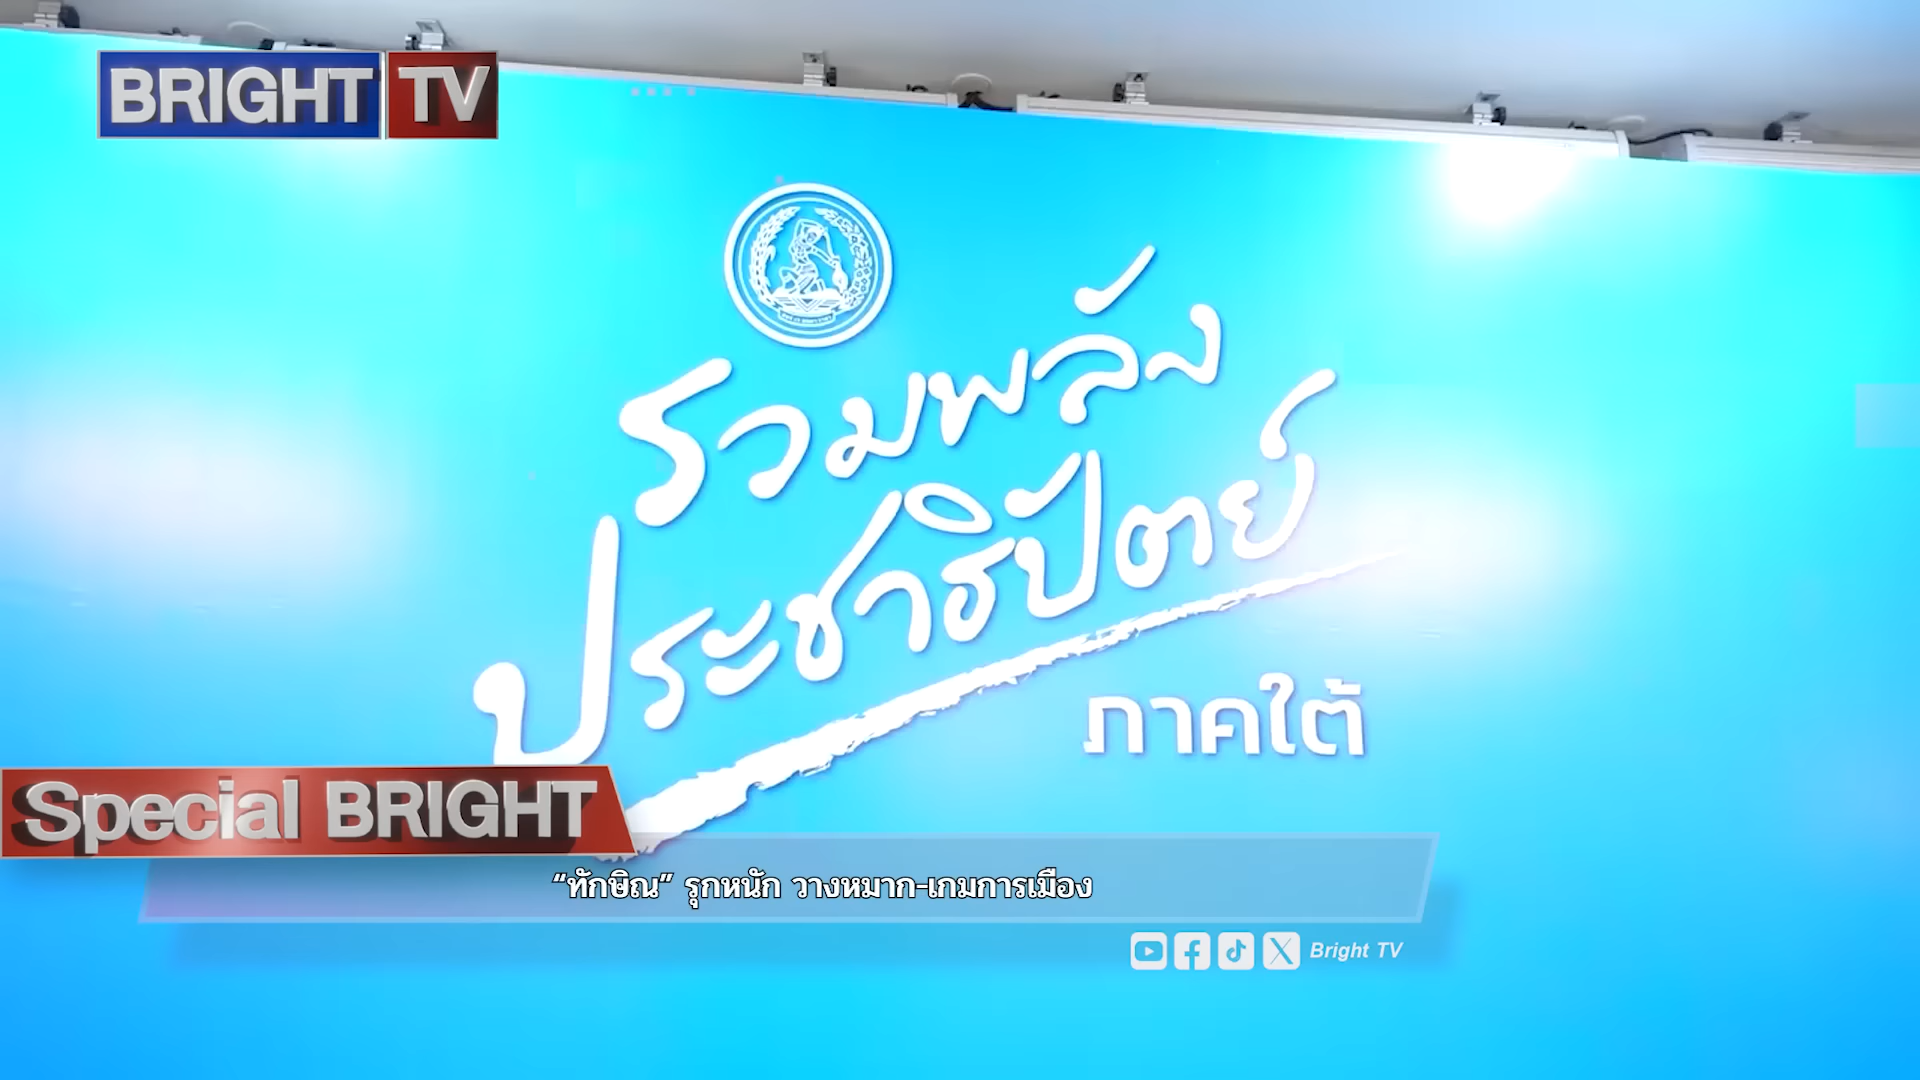 BRIGHT TV
รวมพลัง
ประชาธิปัตย์
ภาคใต้
Special BRIGHT
“ทักษิณ” รุกหนัก วางหมาก-เกมการเมือง
Bright TV